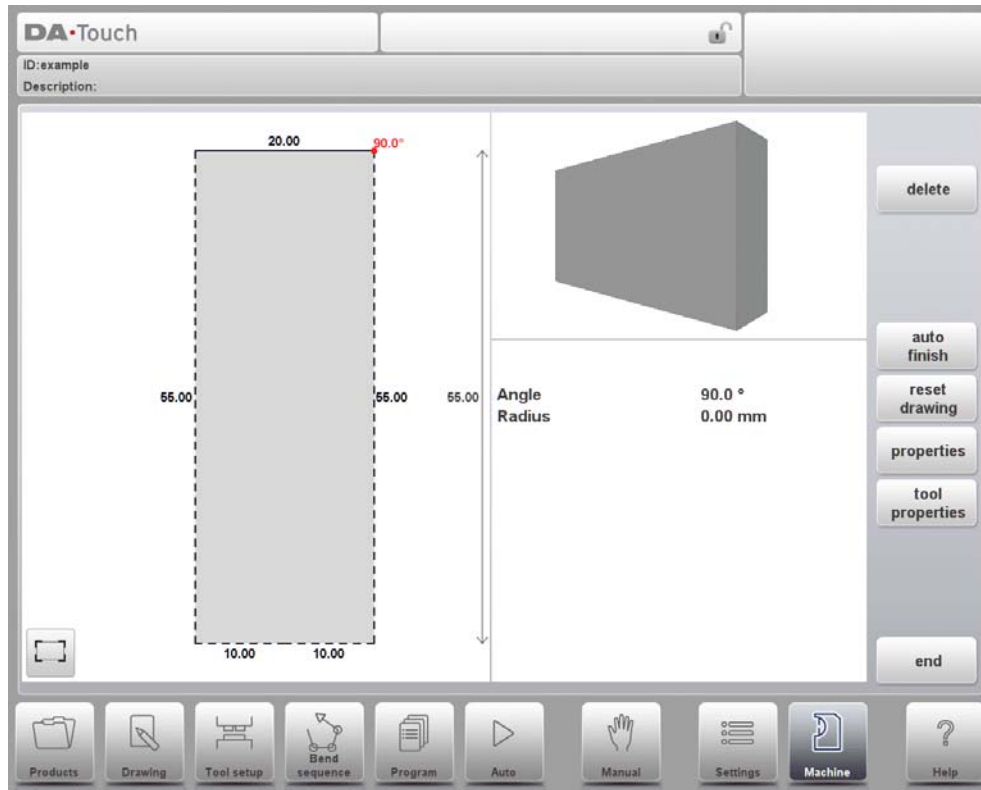 DA•Touch
ID:example
Description:
20.00
90.0°
55.00
55.00
55.00
10.00
10.00
Angle 90.0 °
Radius 0.00 mm
delete
auto
finish
reset
drawing
properties
tool
properties
end
Products
Drawing
Tool setup
Bend
sequence
Program
Auto
Manual
Settings
Machine
?
Help